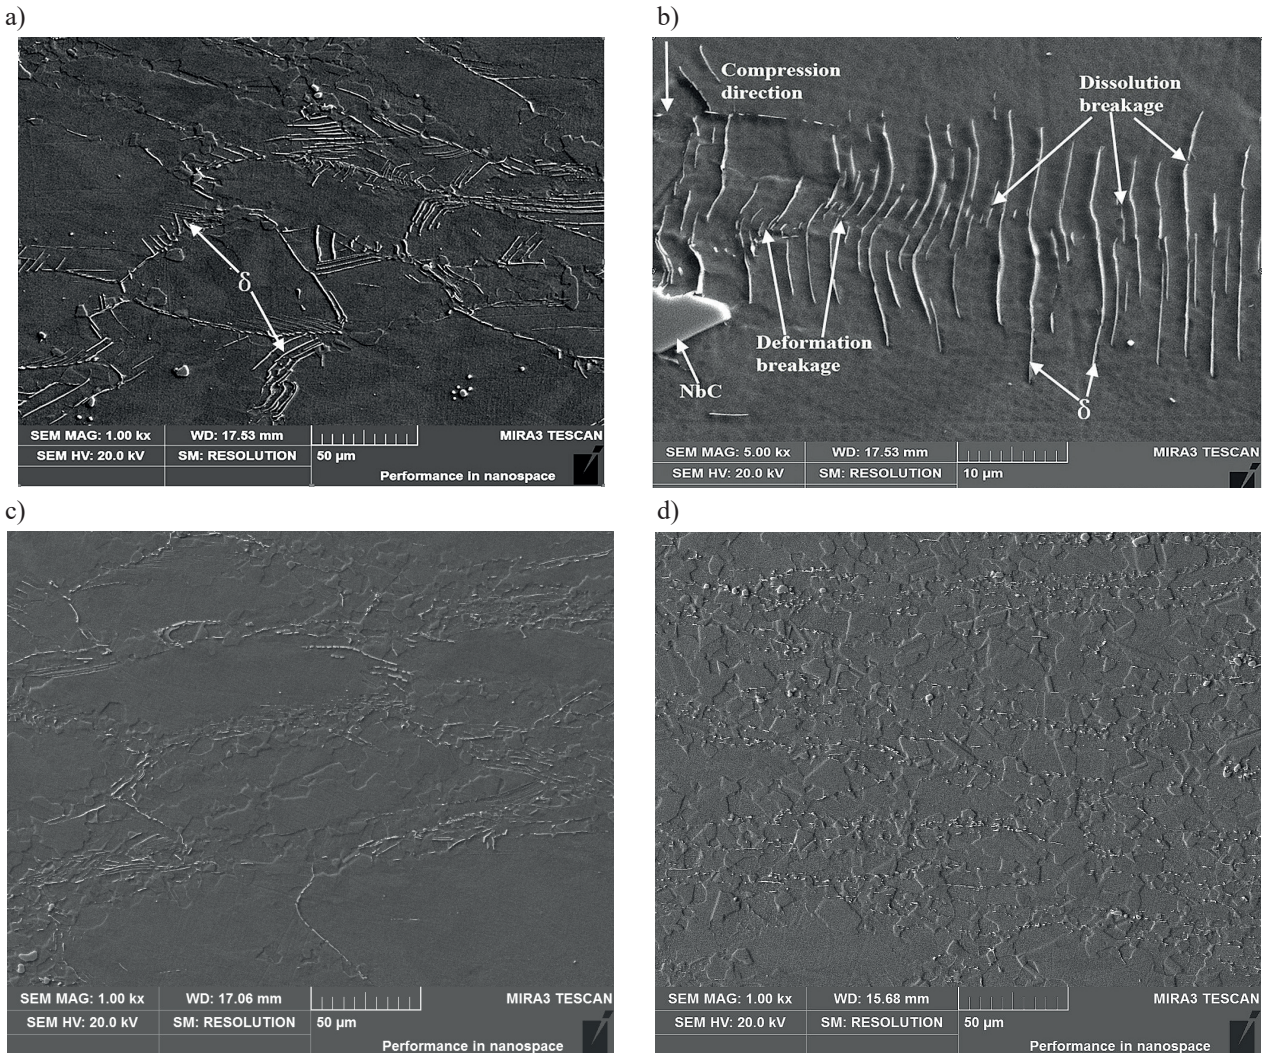 a)
b)
Compression
direction
Dissolution
breakage
δ
Deformation
breakage
NbC
δ
SEM MAG: 1.00 kx WD: 17.53 mm MIRA3 TESCAN
SEM HV: 20.0 kV SM: RESOLUTION 50 µm
Performance in nanospace
SEM MAG: 5.00 kx WD: 17.53 mm MIRA3 TESCAN
SEM HV: 20.0 kV SM: RESOLUTION 10 µm
c)
d)
SEM MAG: 1.00 kx WD: 17.06 mm MIRA3 TESCAN
SEM HV: 20.0 kV SM: RESOLUTION 50 µm
Performance in nanospace
SEM MAG: 1.00 kx WD: 15.68 mm MIRA3 TESCAN
SEM HV: 20.0 kV SM: RESOLUTION 50 µm
Performance in nanospace